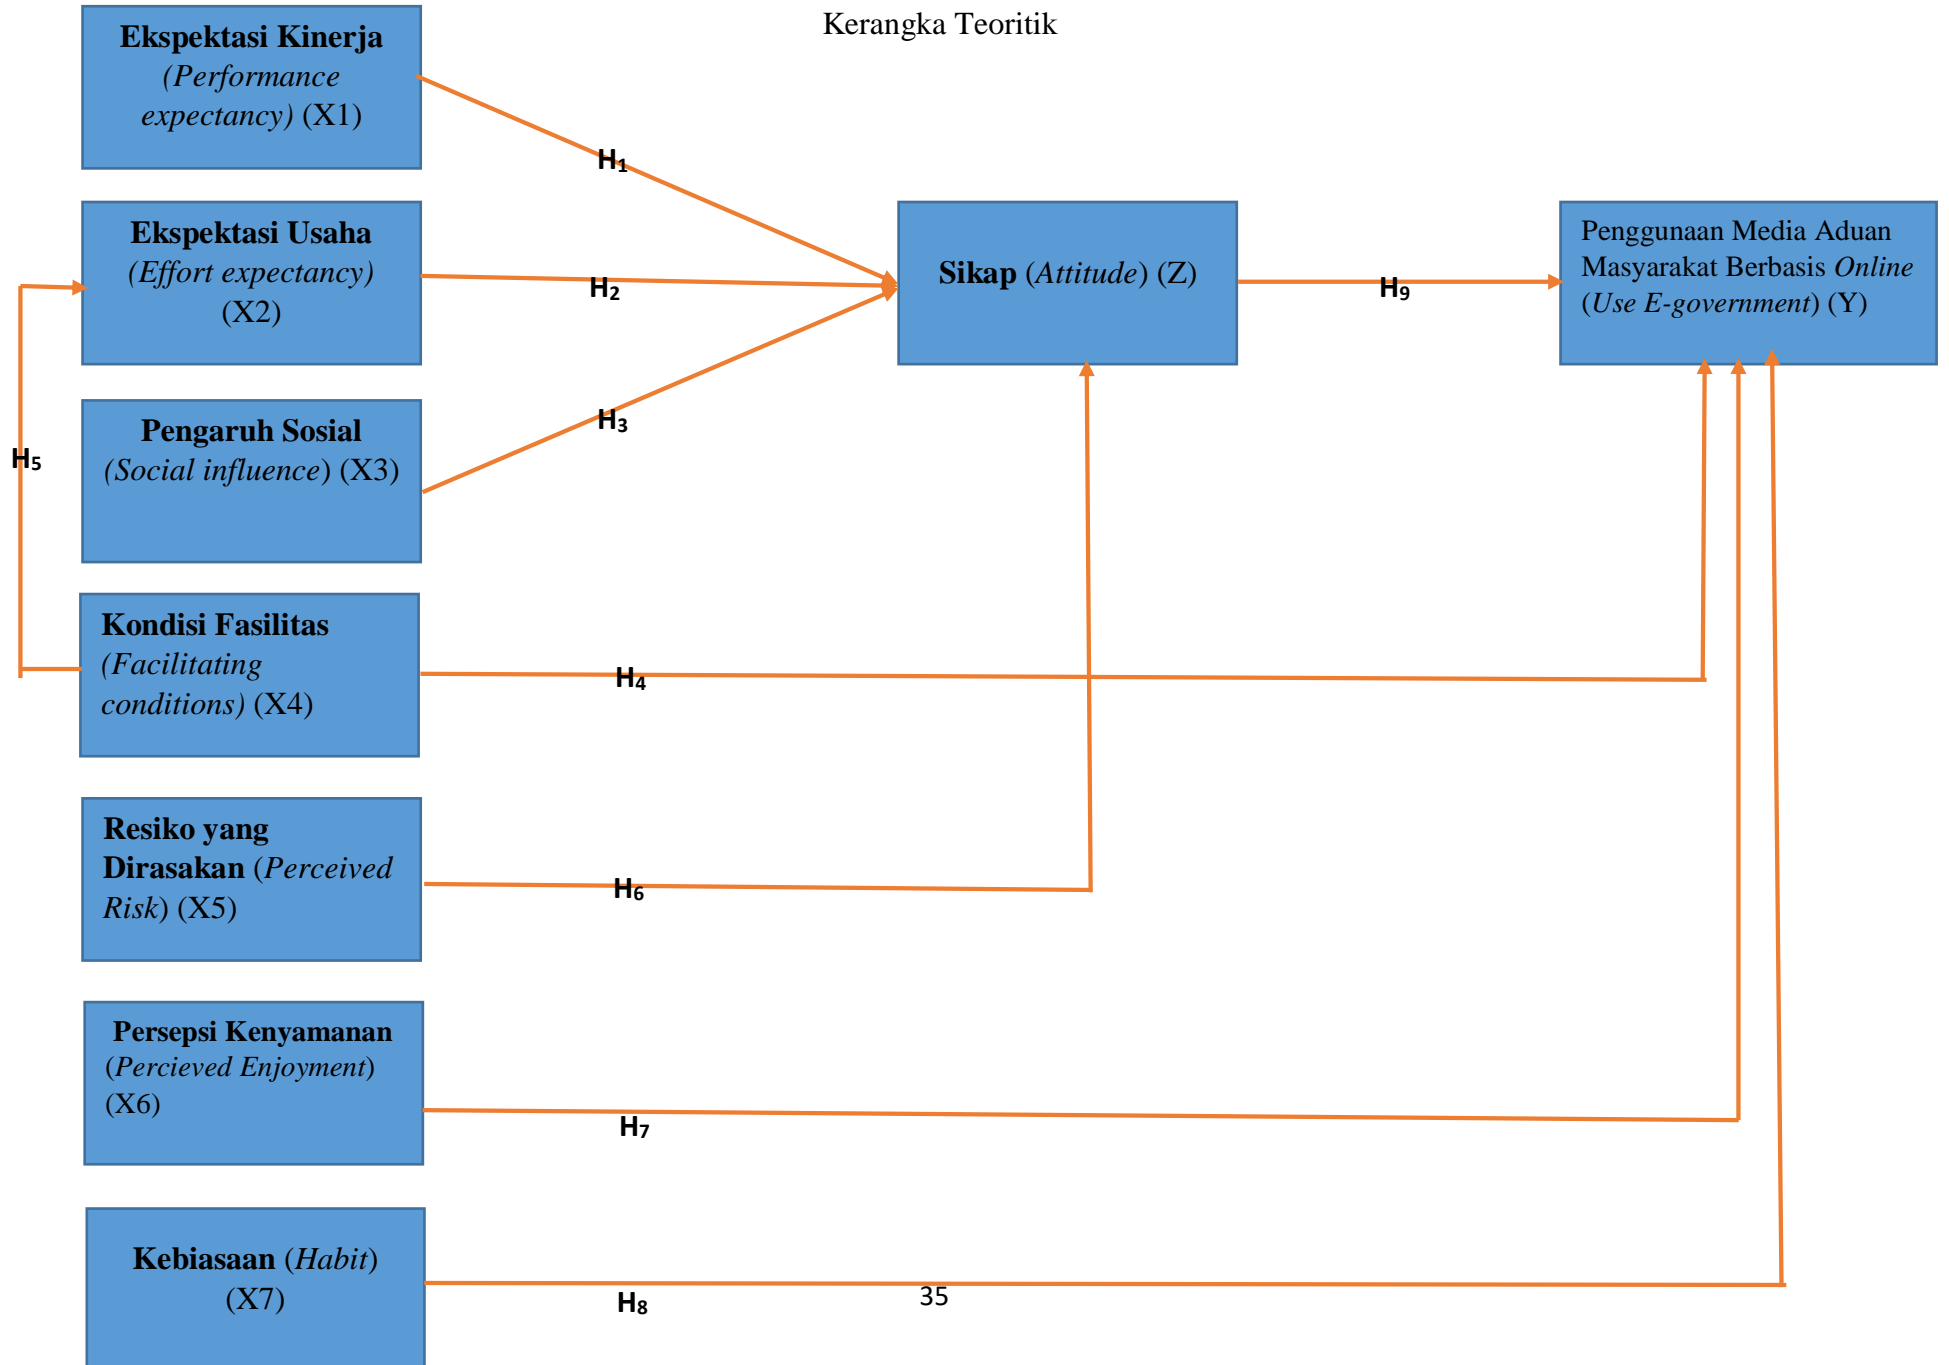 Kerangka Teoritik
Ekspektasi Kinerja
(Performance
expectancy) (X1)
H1
Ekspektasi Usaha
(Effort expectancy)
(X2)
H2
Sikap (Attitude) (Z)
H9
Penggunaan Media Aduan
Masyarakat Berbasis Online
(Use E-government) (Y)
Pengaruh Sosial
(Social influence) (X3)
H3
H5
Kondisi Fasilitas
(Facilitating
conditions) (X4)
H4
Resiko yang
Dirasakan (Perceived
Risk) (X5)
H6
Persepsi Kenyamanan
(Percieved Enjoyment)
(X6)
H7
Kebiasaan (Habit)
(X7)
H8
35